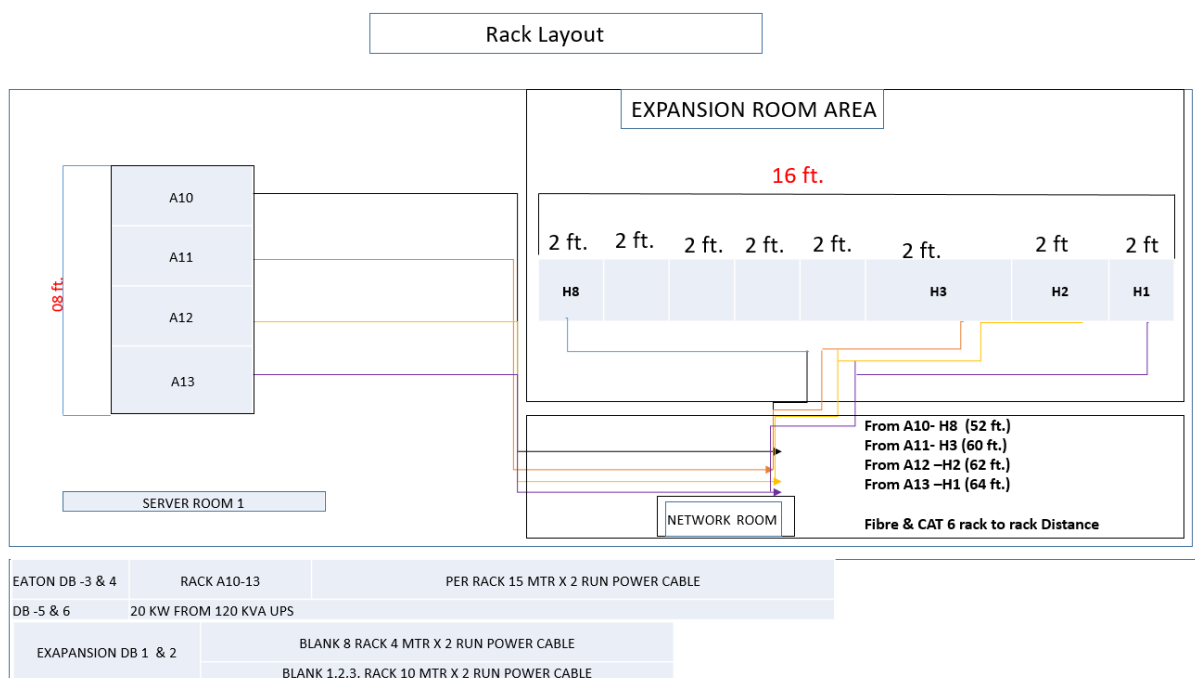 Rack Layout
EXPANSION ROOM AREA
16 ft.
2 ft. 2 ft. 2 ft. 2 ft. 2 ft. 2 ft. 2 ft 2 ft
H8 H3 H2 H1
08 ft.
A10
A11
A12
A13
SERVER ROOM 1
From A10- H8 (52 ft.)
From A11- H3 (60 ft.)
From A12 –H2 (62 ft.)
From A13 –H1 (64 ft.)
Fibre & CAT 6 rack to rack Distance
NETWORK ROOM
EATON DB -3 & 4 RACK A10-13 PER RACK 15 MTR X 2 RUN POWER CABLE
DB -5 & 6 20 KW FROM 120 KVA UPS
EXAPANSION DB 1 & 2
BLANK 8 RACK 4 MTR X 2 RUN POWER CABLE
BLANK 1,2,3, RACK 10 MTR X 2 RUN POWER CABLE